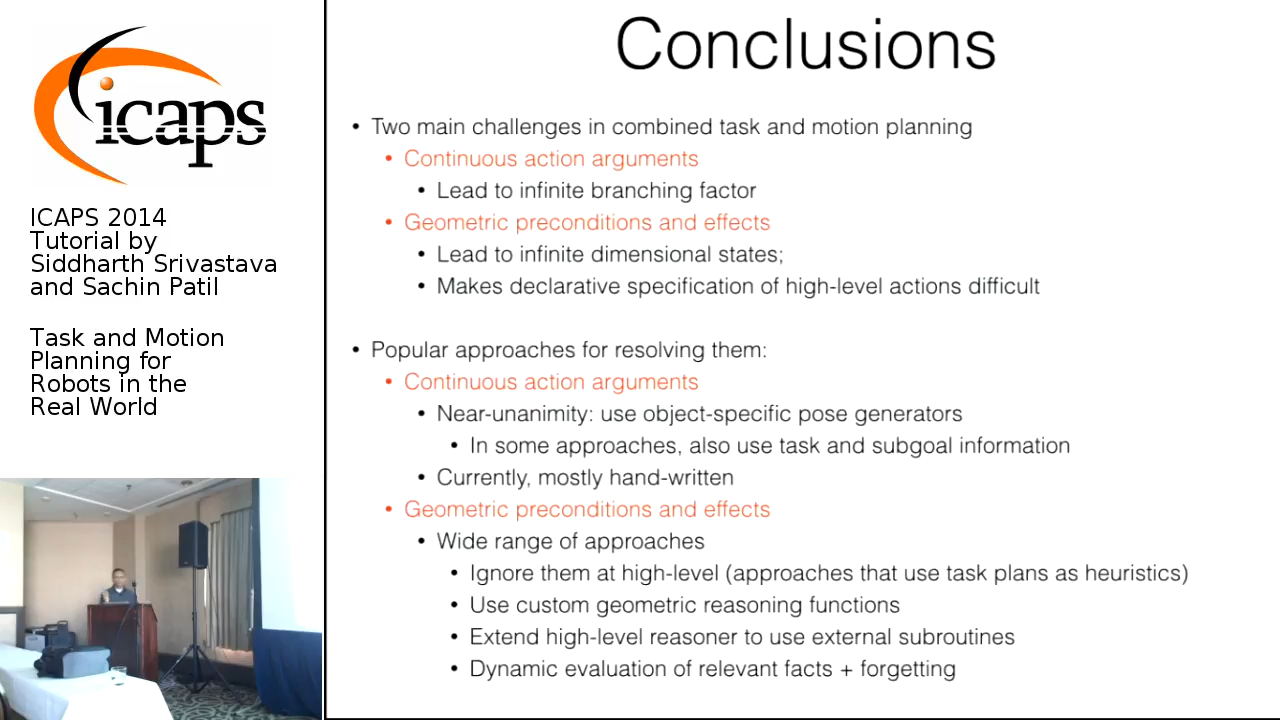 icaps
ICAPS 2014
Tutorial by
Siddharth Srivastava
and Sachin Patil
Task and Motion
Planning for
Robots in the
Real World
Conclusions
• Two main challenges in combined task and motion planning
• Continuous action arguments
• Lead to infinite branching factor
• Geometric preconditions and effects
• Lead to infinite dimensional states;
• Makes declarative specification of high-level actions difficult
• Popular approaches for resolving them:
• Continuous action arguments
• Near-unanimity: use object-specific pose generators
• In some approaches, also use task and subgoal information
• Currently, mostly hand-written
• Geometric preconditions and effects
• Wide range of approaches
• Ignore them at high-level (approaches that use task plans as heuristics)
• Use custom geometric reasoning functions
• Extend high-level reasoner to use external subroutines
• Dynamic evaluation of relevant facts + forgetting